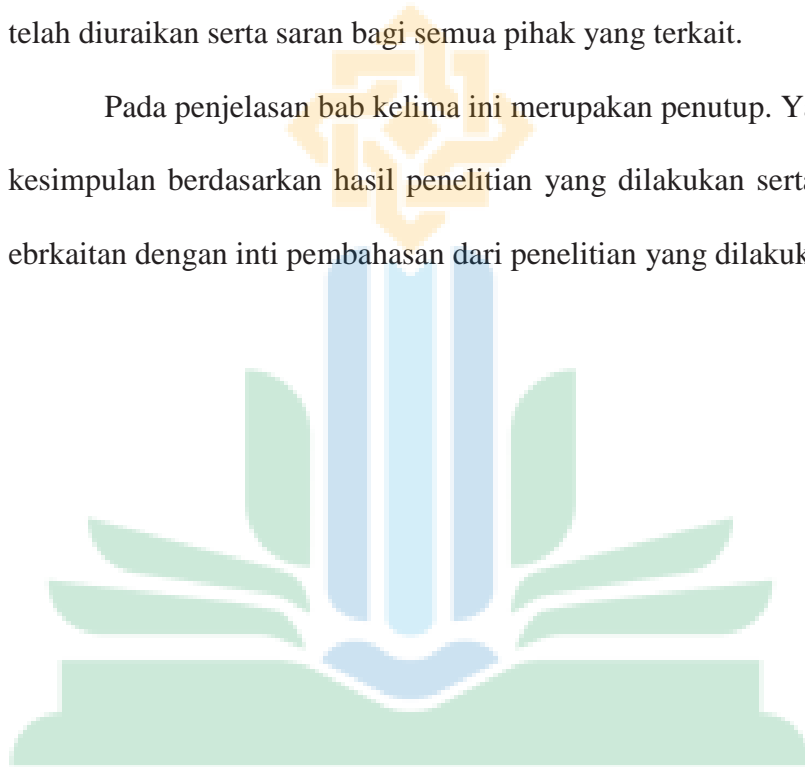 telah diuraikan serta saran bagi semua pihak yang terkait.
Pada penjelasan bab kelima ini merupakan penutup. Y
kesimpulan berdasarkan hasil penelitian yang dilakukan serta
ebrkaitan dengan inti pembahasan dari penelitian yang dilakuk